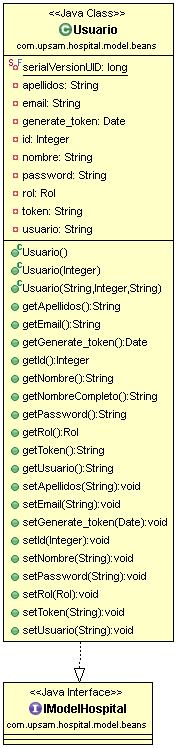 <<Java Class>>
C Usuario
com.upsam.hospital.model.beans
S F serialVersionUID: long
apellidos: String
email: String
generate_token: Date
id: Integer
nombre: String
password: String
rol: Rol
token: String
usuario: String
C Usuario()
C Usuario(Integer)
C Usuario(String,Integer,String)
getApellidos():String
getEmail():String
getGenerate_token():Date
getId():Integer
getNombre():String
getNombreCompleto():String
getPassword():String
getRol():Rol
getToken():String
getUsuario():String
setApellidos(String):void
setEmail(String):void
setGenerate_token(Date):void
setId(Integer):void
setNombre(String):void
setPassword(String):void
setRol(Rol):void
setToken(String):void
setUsuario(String):void
<<Java Interface>>
I IModelHospital
com.upsam.hospital.model.beans